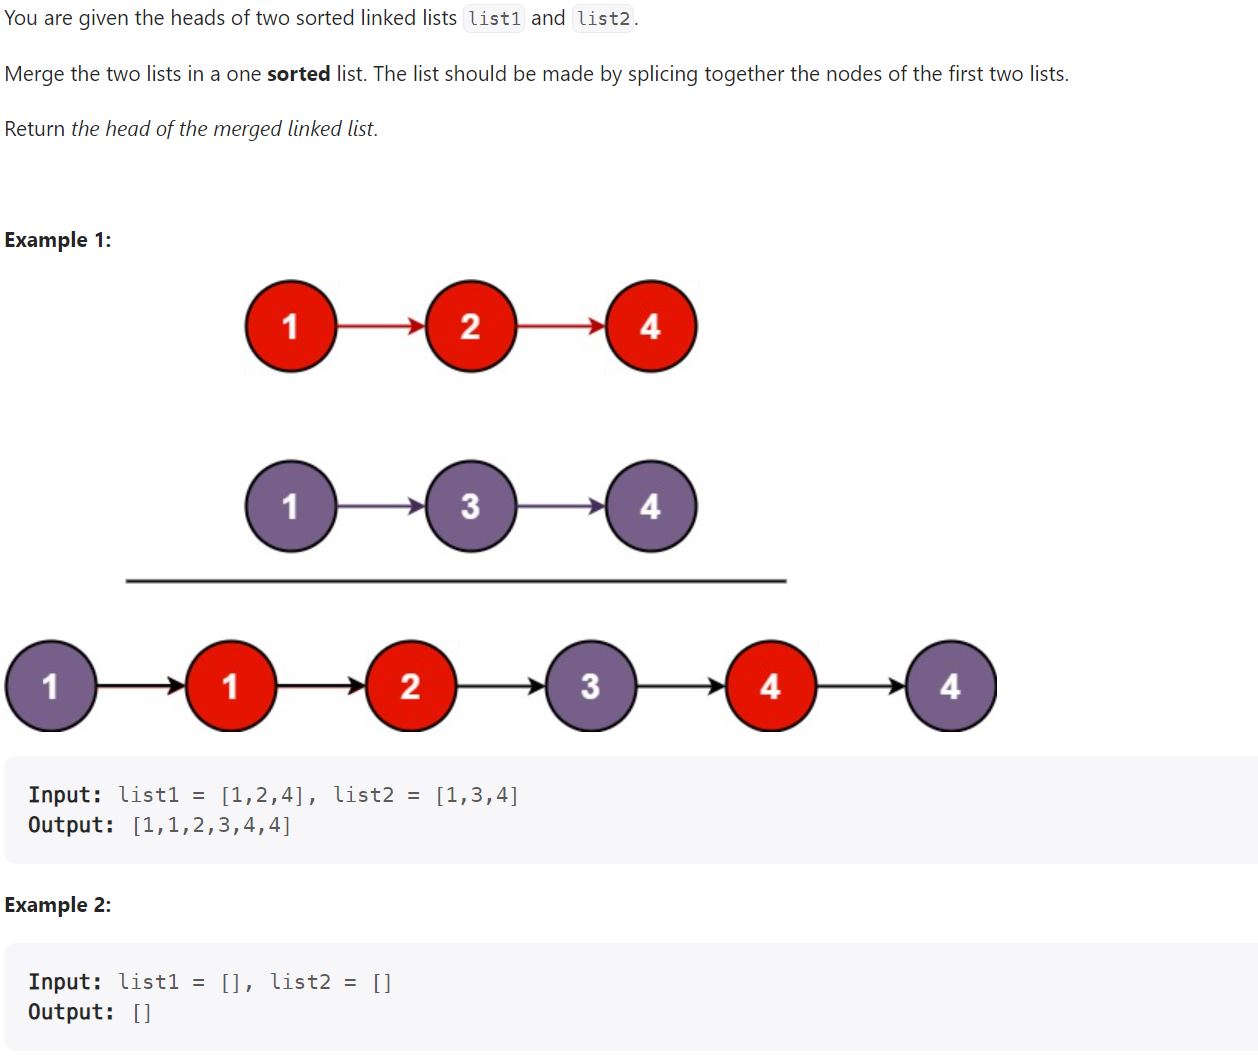 You are given the heads of two sorted linked lists list1 and list2.
Merge the two lists in a one sorted list. The list should be made by splicing together the nodes of the first two lists.
Return the head of the merged linked list.
Example 1:
1 2 4
1 3 4
1 1 2 3 4 4
Input: list1 = [1,2,4], list2 = [1,3,4]
Output: [1,1,2,3,4,4]
Example 2:
Input: list1 = [], list2 = []
Output: []